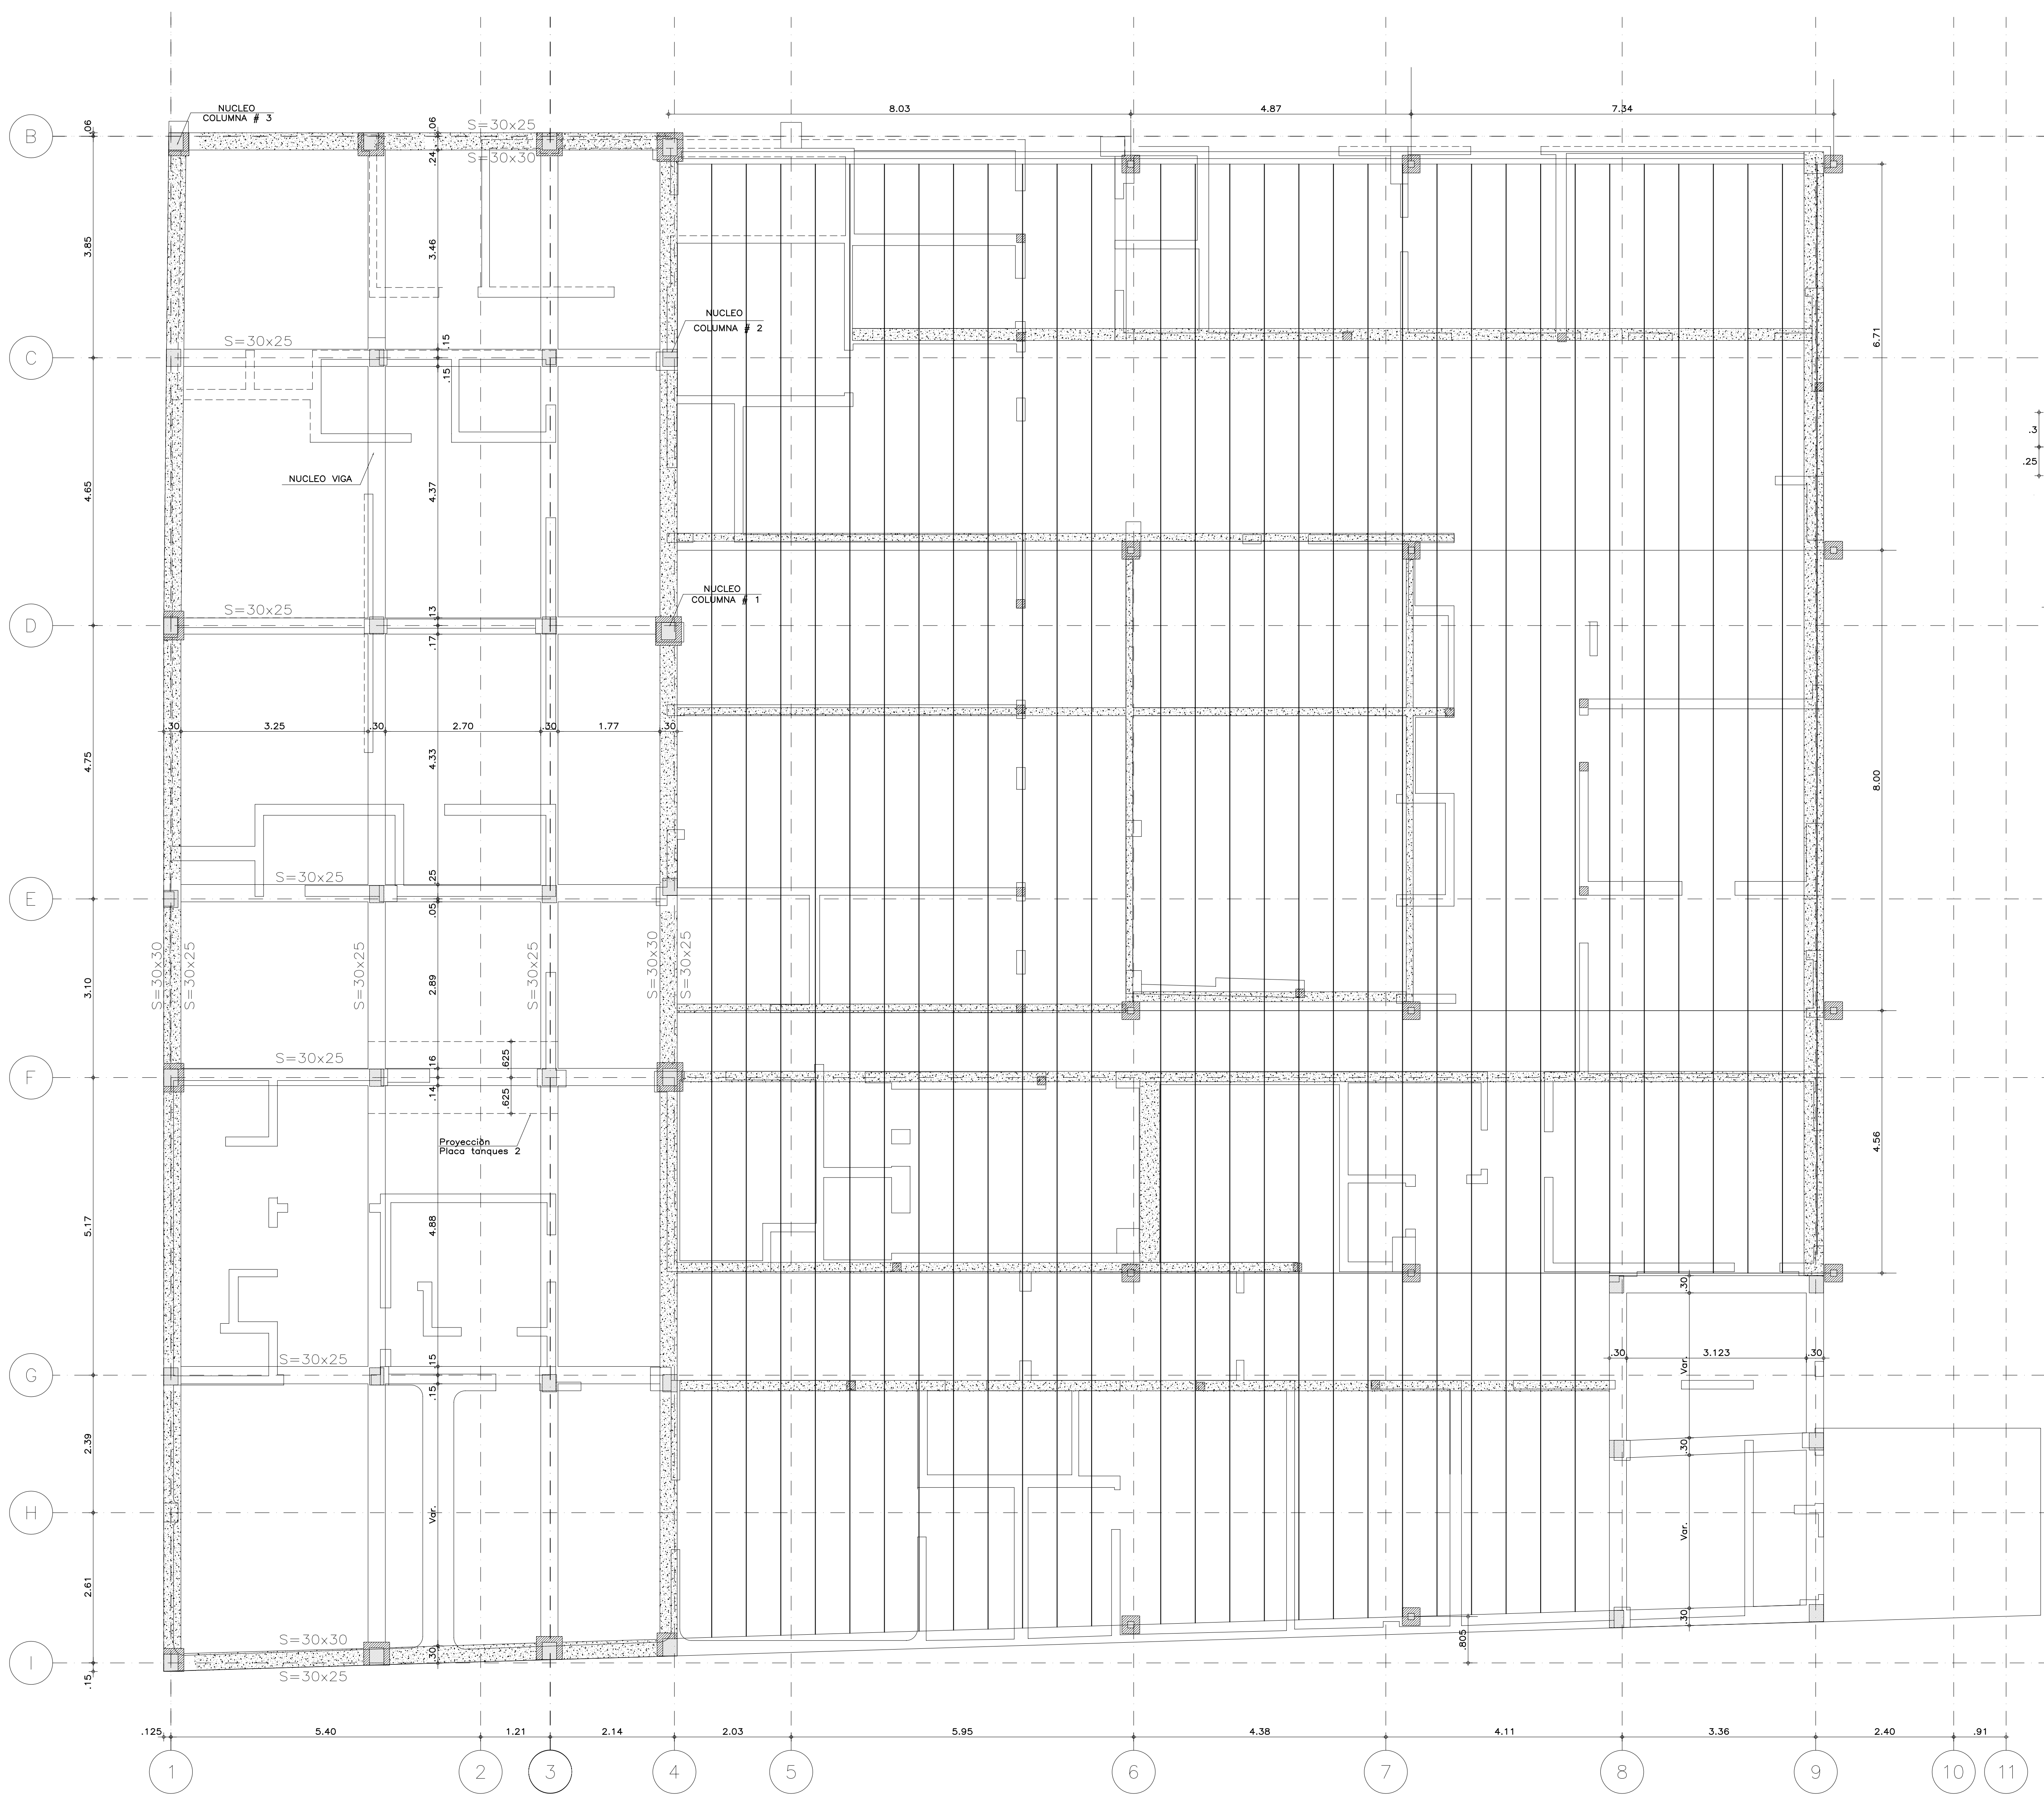 8.03
4.87
7.34
NUCLEO
COLUMNA # 3
B
.06
.06
S=30x25
.24
S=30x30
3.85
3.46
NUCLEO
COLUMNA # 2
6.71
C
S=30x25
.15
.15
.3
.25
NUCLEO VIGA
4.65
4.37
NUCLEO
COLUMNA # 1
D
S=30x25
.13
.17
.30
3.25
.30
2.70
.30
1.77
.30
4.75
4.33
8.00
E
S=30x25
.25
.05
S=30x30
S=30x25
S=30x25
S=30x25
S=30x30
S=30x25
3.10
2.89
F
S=30x25
.16
.14
.625
.625
Proyección
Placa tanques 2
4.56
5.17
4.88
.30
G
S=30x25
.15
.15
.30
3.123
.30
Var.
2.39
.30
H
Var.
Var.
2.61
.30
.805
I
S=30x30
.30
S=30x25
.15
.125
5.40
1.21
2.14
2.03
5.95
4.38
4.11
3.36
2.40
.91
1
2
3
4
5
6
7
8
9
10
11